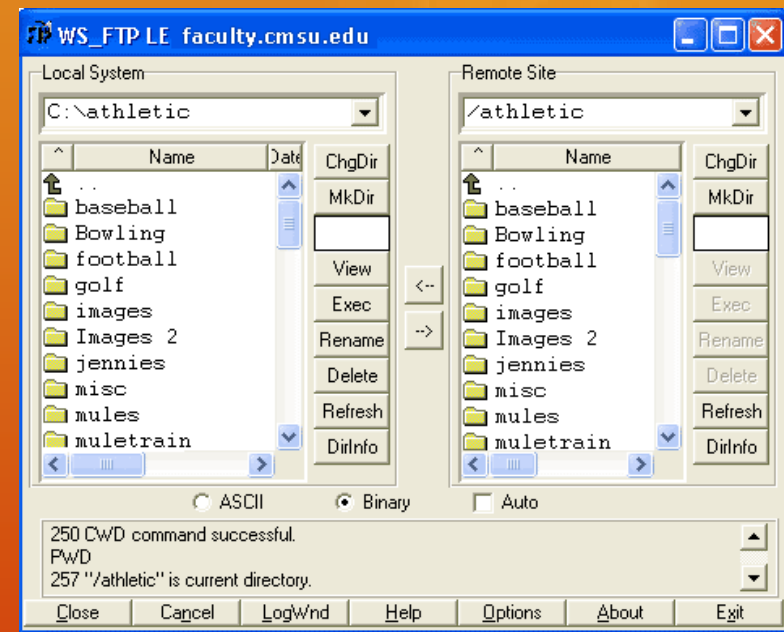 WS_FTP LE faculty.cmsu.edu
Local System
C:\athletic
^ Name Date
..
baseball
Bowling
football
golf
images
Images 2
jennies
misc
mules
muletrain
ChgDir
MkDir
View
Exec
Rename
Delete
Refresh
DirInfo
<--
-->
Remote Site
/athletic
^ Name
..
baseball
Bowling
football
golf
images
Images 2
jennies
misc
mules
muletrain
ChgDir
MkDir
View
Exec
Rename
Delete
Refresh
DirInfo
ASCII Binary Auto
250 CWD command successful.
PWD
257 "/athletic" is current directory.
Close Cancel LogWnd Help Options About Exit